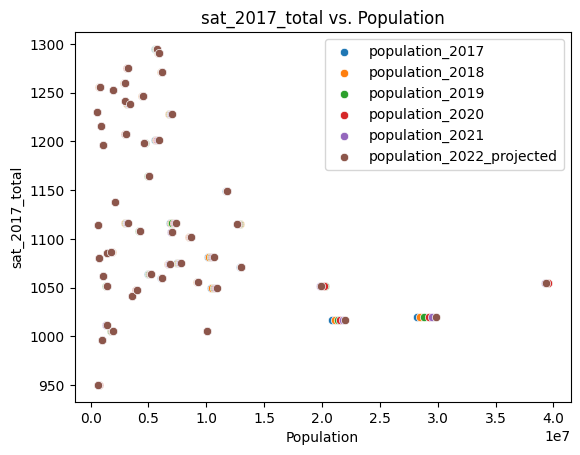 sat_2017_total vs. Population
1300
1250
1200
1150
1100
1050
1000
950
sat_2017_total
population_2017
population_2018
population_2019
population_2020
population_2021
population_2022_projected
0.0 0.5 1.0 1.5 2.0 2.5 3.0 3.5 4.0
1e7
Population